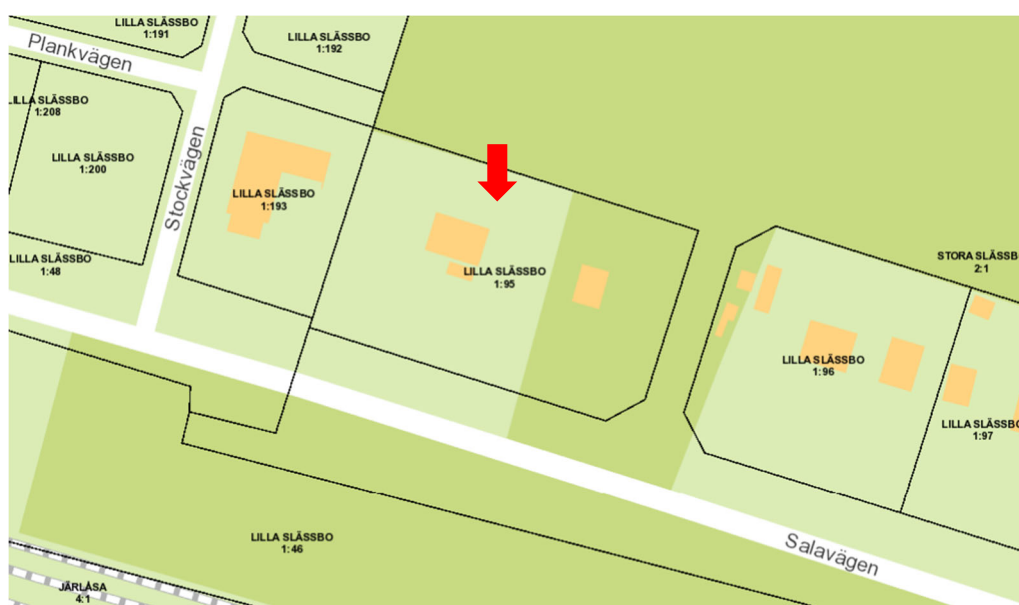 LILLA SLÄSSBO
1:191
LILLA SLÄSSBO
1:192
Plankvägen
LILLA SLÄSSBO
1:208
LILLA SLÄSSBO
1:200
Stockvägen
LILLA SLÄSSBO
1:193
LILLA SLÄSSBO
1:48
LILLA SLÄSSBO
1:95
STORA SLÄSSB
2:1
LILLA SLÄSSBO
1:96
LILLA SLÄSSBO
1:97
LILLA SLÄSSBO
1:46
Salavägen
JÄRLÅSA
4:1